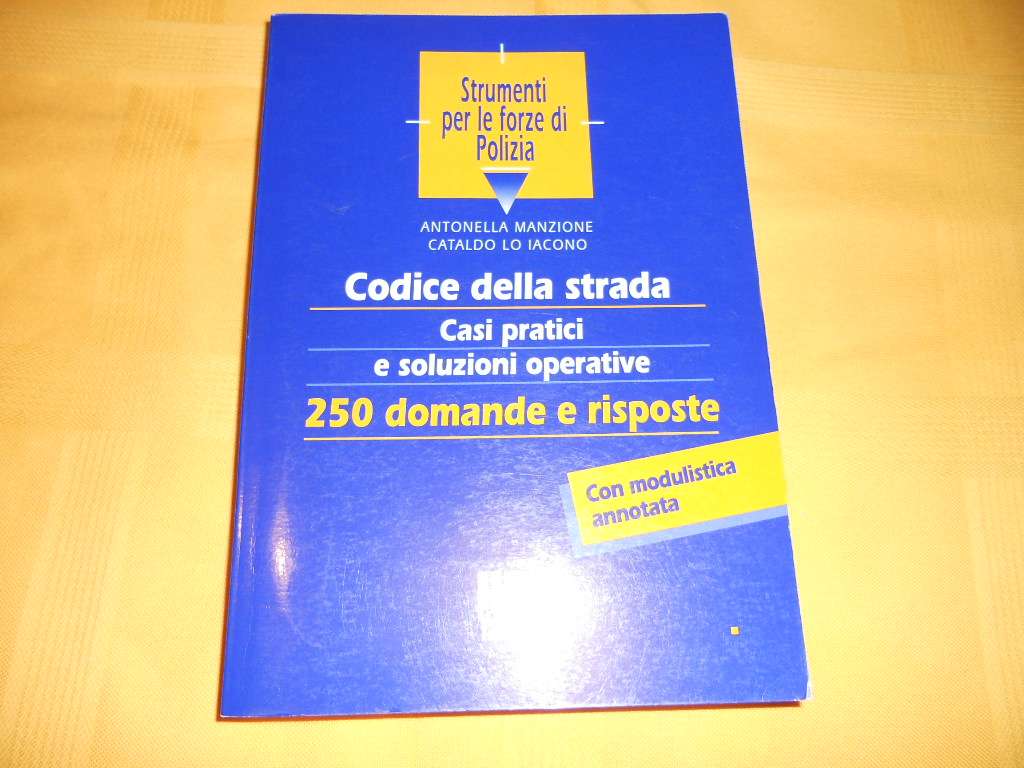 Strumenti
per le forze di
Polizia
ANTONELLA MANZIONE
CATALDO LO IACONO
Codice della strada
Casi pratici
e soluzioni operative
250 domande e risposte
Con modulistica
annotata